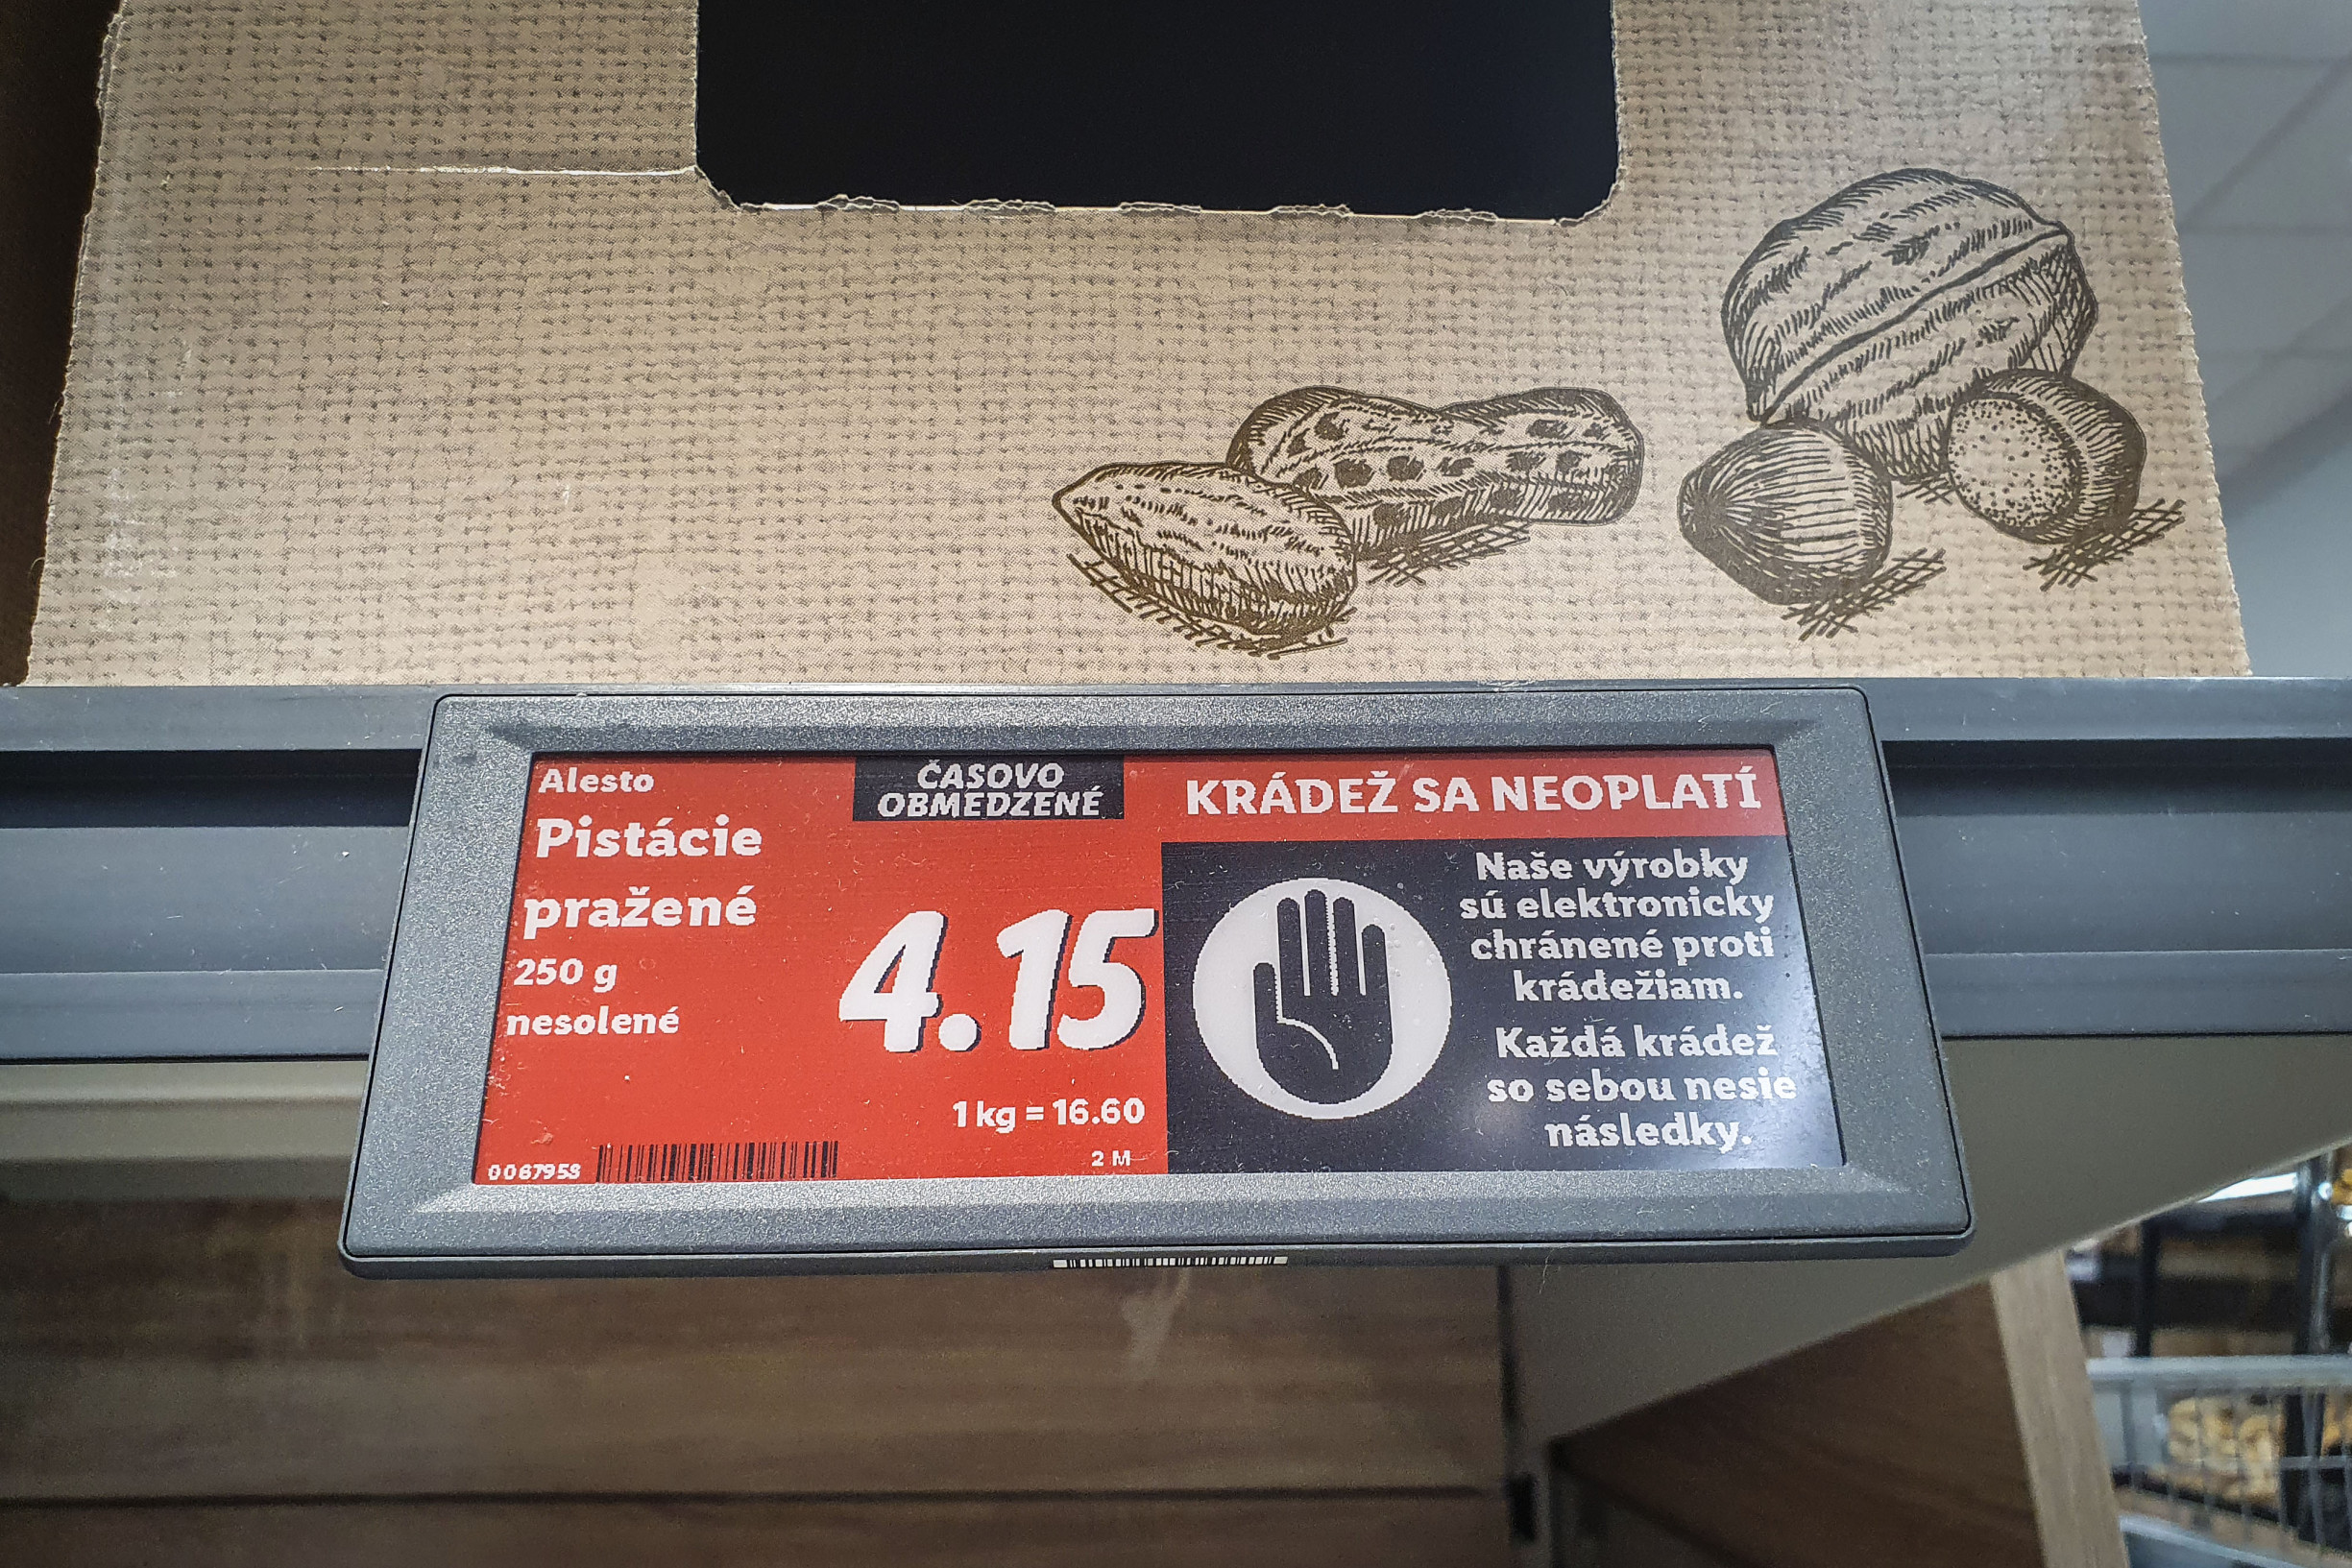 Alesto
Pistácie
pražené
250 g
nesolené
ČASOVO
OBMEDZENÉ
4.15
1 kg = 16.60
2 M
0067958
KRÁDEŽ SA NEOPLATÍ
Naše výrobky
sú elektronicky
chránené proti
krádežiam.
Každá krádež
so sebou nesie
následky.